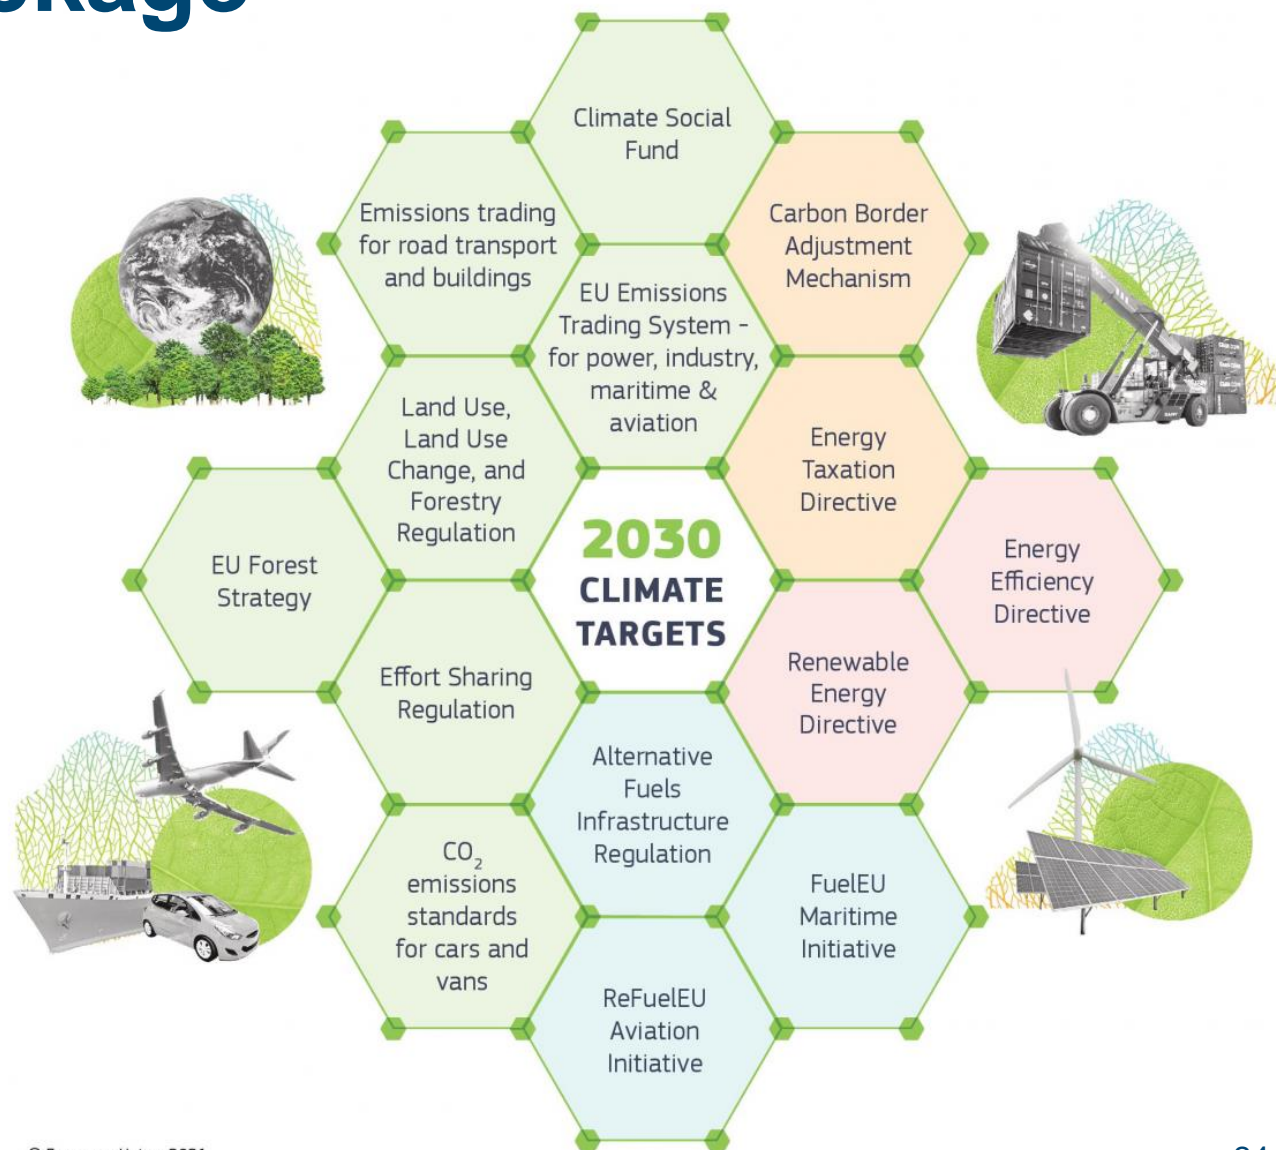 Climate Social
Fund
Emissions trading
for road transport
and buildings
Carbon Border
Adjustment
Mechanism
EU Emissions
Trading System -
for power, industry,
maritime &
aviation
Land Use,
Land Use
Change, and
Forestry
Regulation
Energy
Taxation
Directive
EU Forest
Strategy
2030
CLIMATE
TARGETS
Energy
Efficiency
Directive
Effort Sharing
Regulation
Renewable
Energy
Directive
Alternative
Fuels
Infrastructure
Regulation
CO₂
emissions
standards
for cars and
vans
FuelEU
Maritime
Initiative
ReFuelEU
Aviation
Initiative